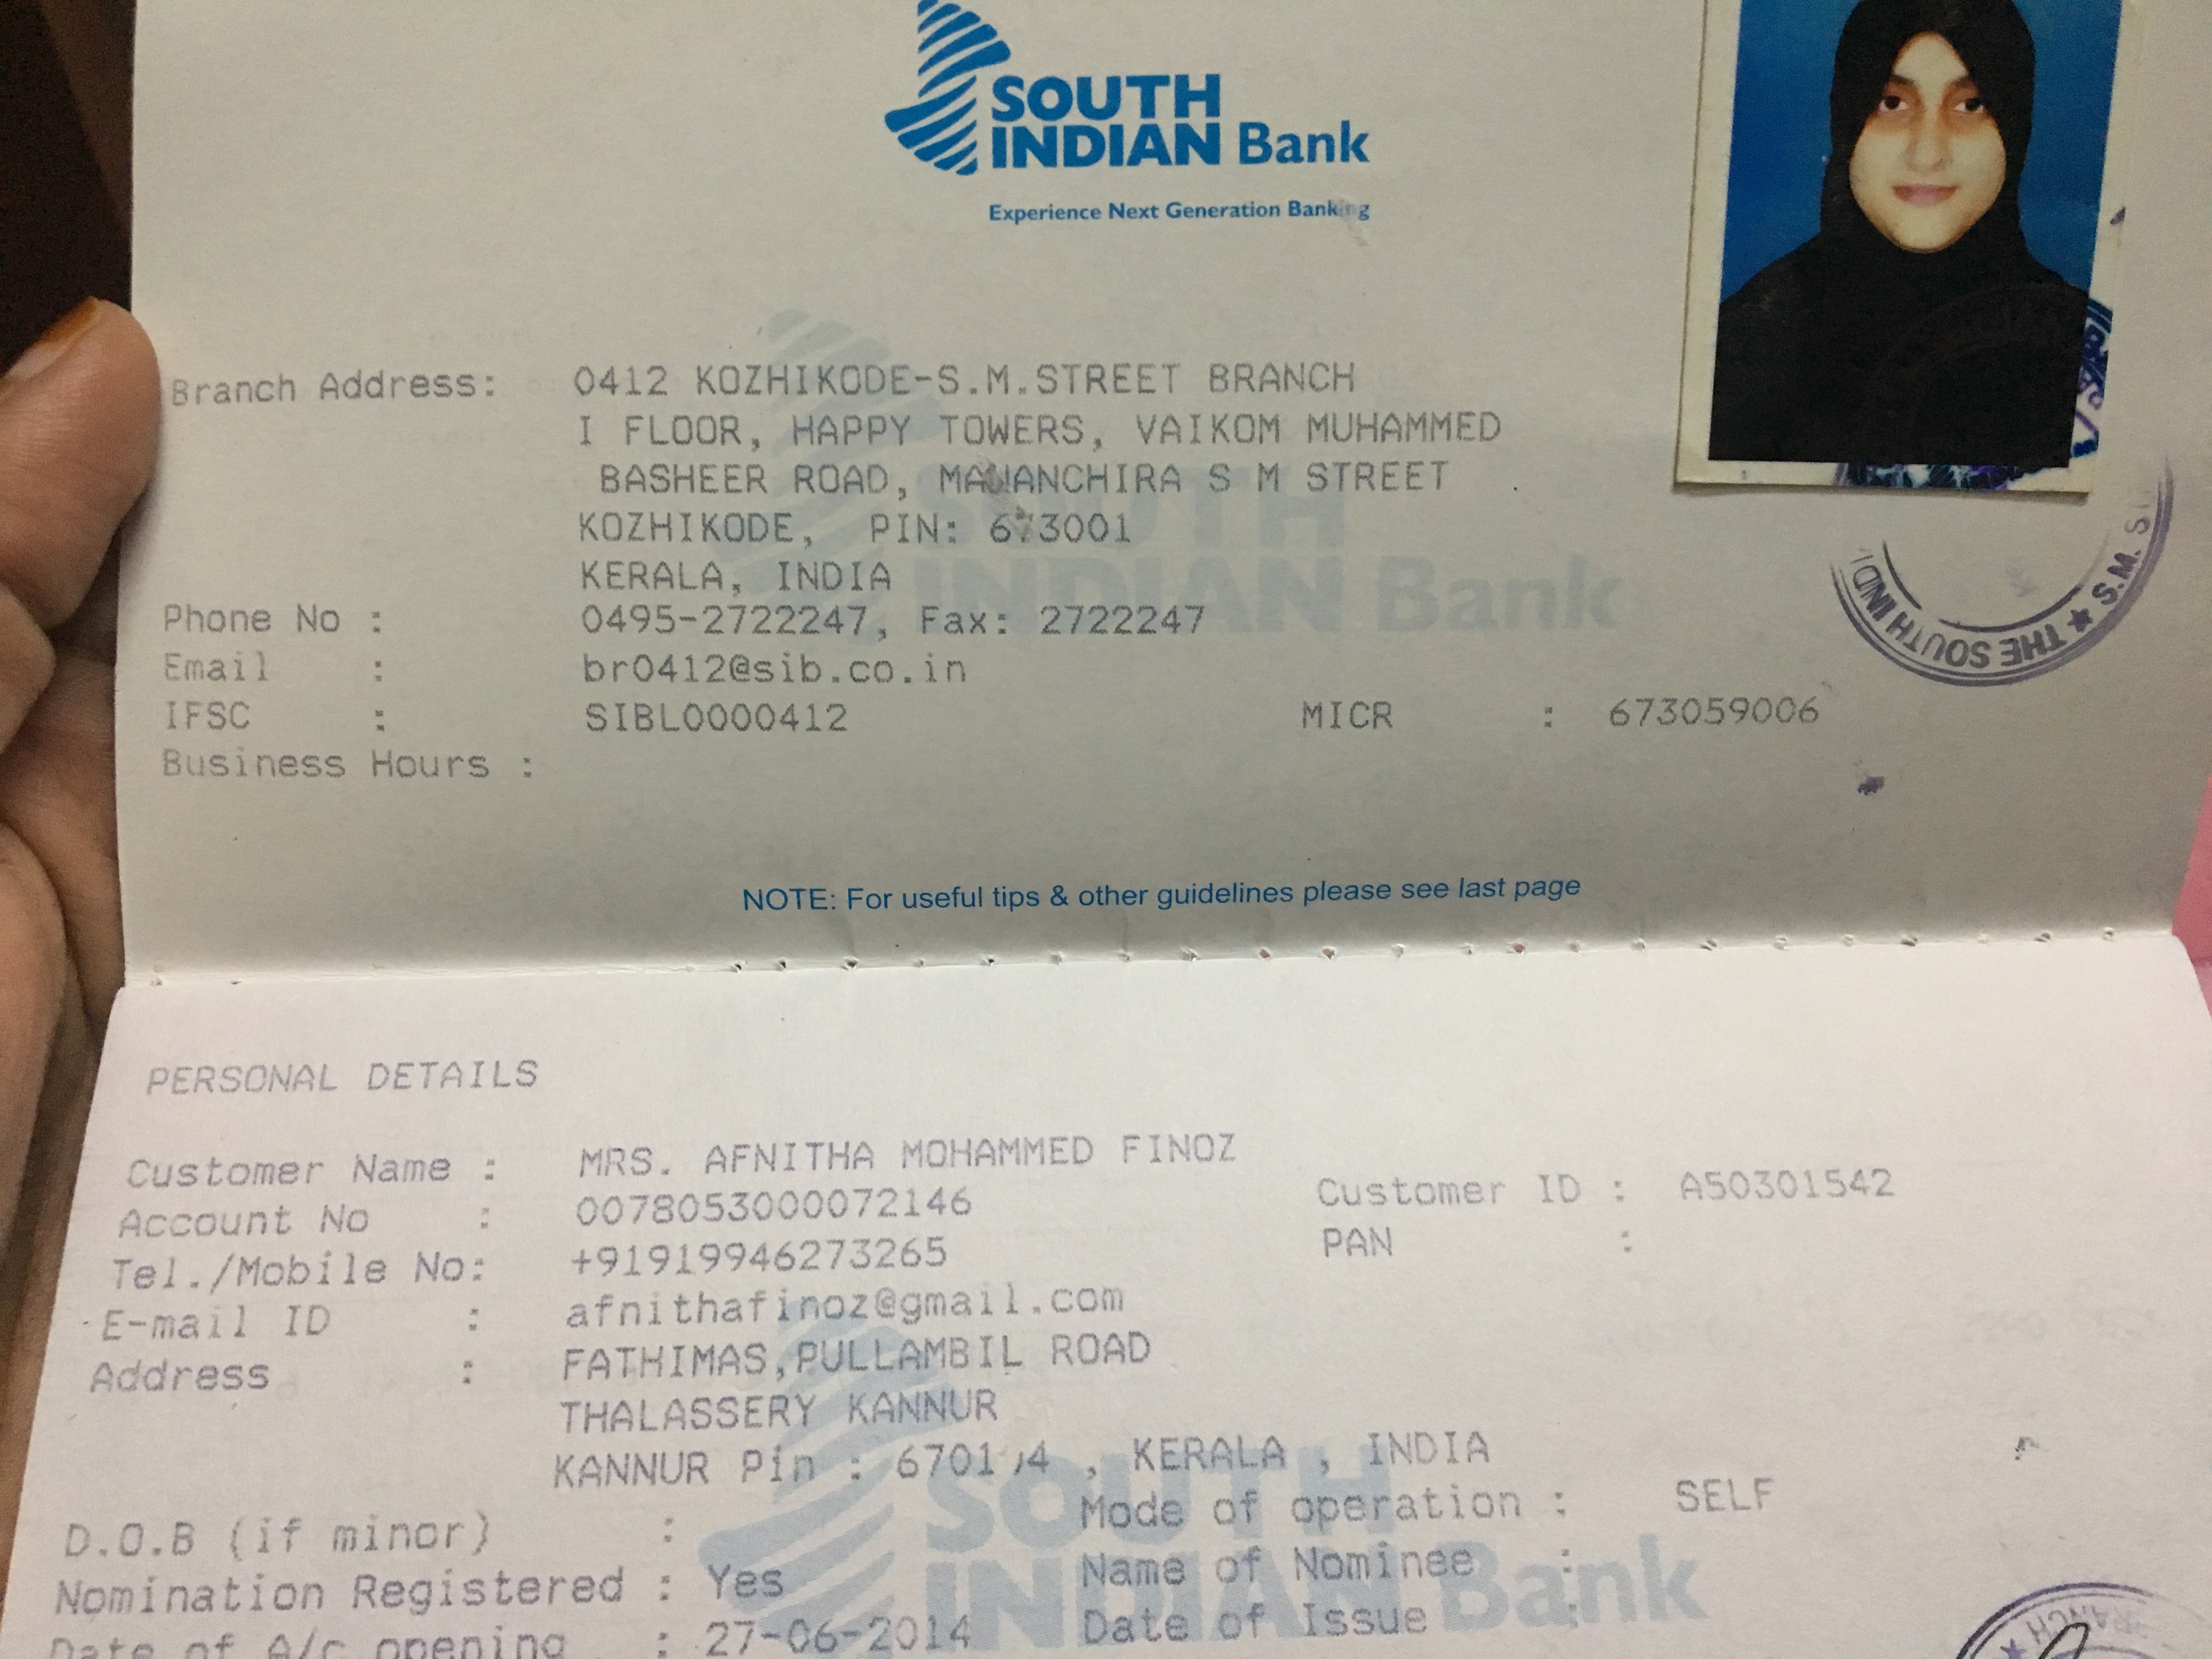 SOUTH
INDIAN Bank
Experience Next Generation Banking
Branch Address: 0412 KOZHIKODE-S.M.STREET BRANCH
I FLOOR, HAPPY TOWERS, VAIKOM MUHAMMED
BASHEER ROAD, MANANCHIRA S M STREET
KOZHIKODE, PIN: 673001
KERALA, INDIA
Phone No : 0495-2722247, Fax: 2722247
Email : br0412@sib.co.in
IFSC : SIBL0000412 MICR : 673059006
Business Hours :
THE SOUTH IND
★ S.M.
NOTE: For useful tips & other guidelines please see last page
PERSONAL DETAILS
Customer Name : MRS. AFNITHA MOHAMMED FINOZ
Customer ID : A50301542
Account No : 0078053000072146
PAN :
Tel./Mobile No: +91919946273265
E-mail ID : afnithafinoz@gmail.com
Address : FATHIMAS,PULLAMBIL ROAD
THALASSERY KANNUR
KANNUR Pin : , KERALA , INDIA
Mode of operation : SELF
D.O.B (if minor) :
Name of Nominee :
Nomination Registered : Yes
Date of Issue :
Date of A/c opening : 27-06-2014
SOUTH
INDIAN Bank
SOUTH
INDIAN Bank
BRANCH ★